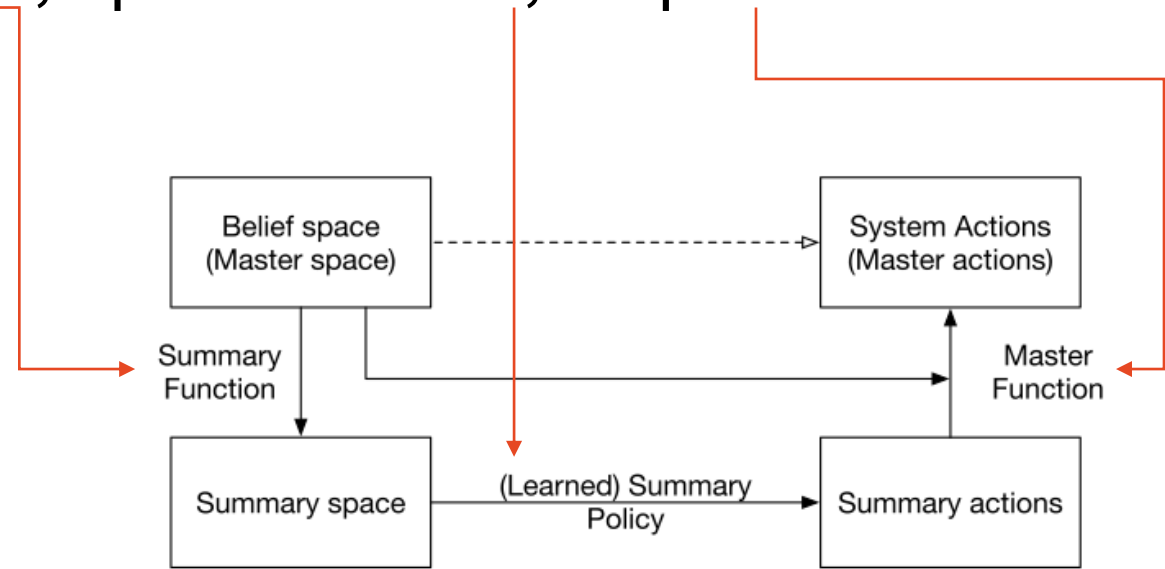 Belief space
(Master space)
System Actions
(Master actions)
Summary
Function
Master
Function
Summary space
(Learned) Summary
Policy
Summary actions